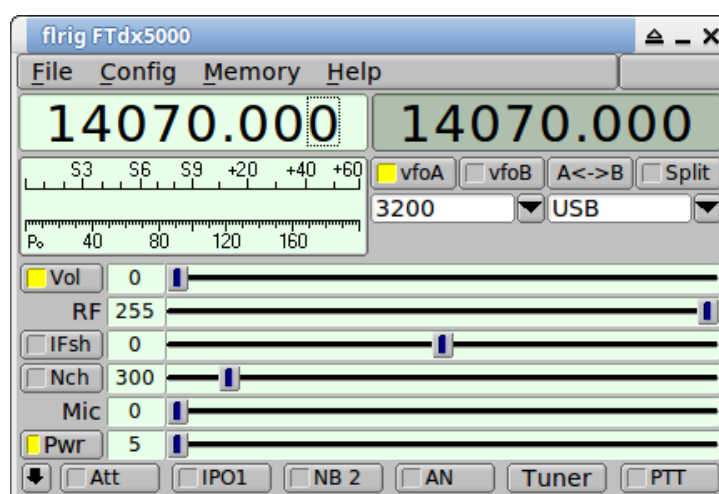 flrig FTdx5000
File Config Memory Help
14070.000 14070.000
S3 S6 S9 +20 +40 +60
vfoA vfoB A<->B Split
3200 USB
Po 40 80 120 160
Vol 0
RF 255
IFsh 0
Nch 300
Mic 0
Pwr 5
Att IPO1 NB 2 AN Tuner PTT